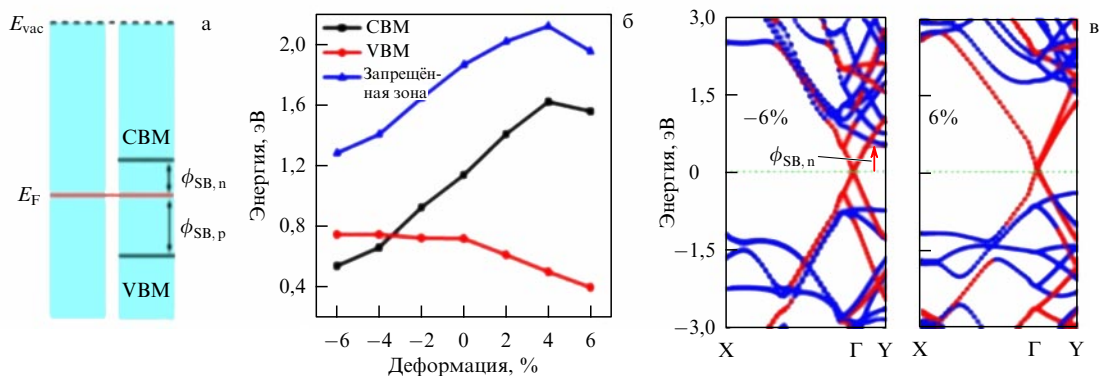 а
E_vac
CBM
ϕ_SB, n
E_F
ϕ_SB, p
VBM
б
CBM
VBM
Запрещён-
ная зона
Энергия, эВ
2,0
1,6
1,2
0,8
0,4
−6 −4 −2 0 2 4 6
Деформация, %
в
Энергия, эВ
3,0
1,5
0
−1,5
−3,0
−6%
ϕ_SB, n
X Γ Y
6%
X Γ Y